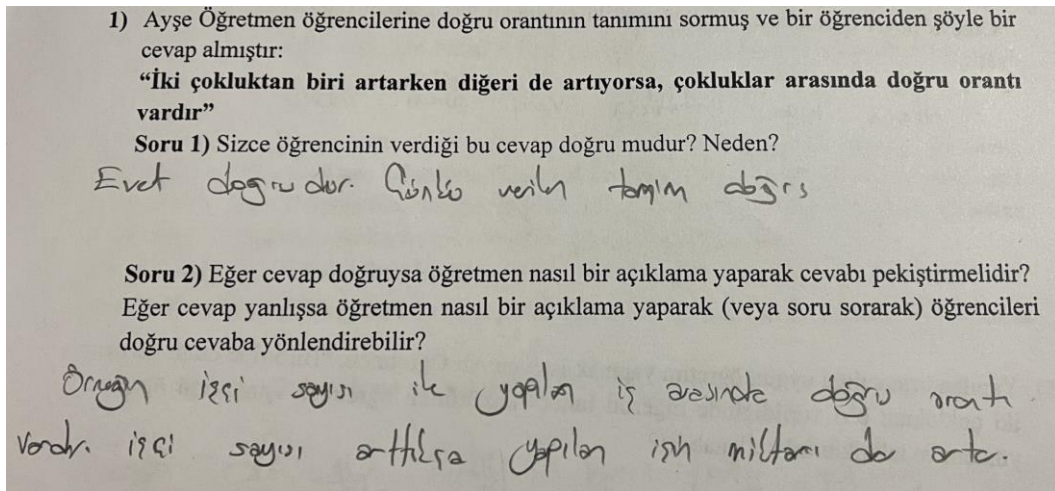 1) Ayşe Öğretmen öğrencilerine doğru orantının tanımını sormuş ve bir öğrenciden şöyle bir
cevap almıştır:
“İki çokluktan biri artarken diğeri de artıyorsa, çokluklar arasında doğru orantı
vardır”
Soru 1) Sizce öğrencinin verdiği bu cevap doğru mudur? Neden?
Evet doğrudur. Çünkü verilen tanım doğru
Soru 2) Eğer cevap doğruysa öğretmen nasıl bir açıklama yaparak cevabı pekiştirmelidir?
Eğer cevap yanlışsa öğretmen nasıl bir açıklama yaparak (veya soru sorarak) öğrencileri
doğru cevaba yönlendirebilir?
Örneğin işçi sayısı ile yapılan iş arasında doğru orantı
vardır. işçi sayısı arttıkça yapılan işin miktarı da artar.